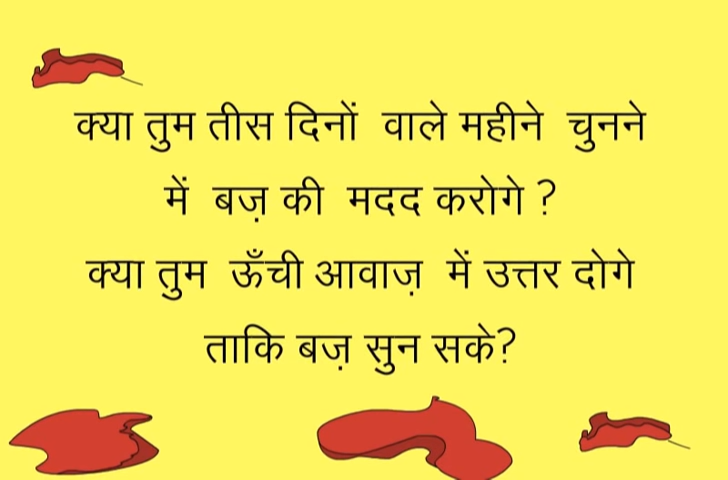 क्या तुम तीस दिनों वाले महीने चुनने
में बज़ की मदद करोगे ?
क्या तुम ऊँची आवाज़ में उत्तर दोगे
ताकि बज़ सुन सके?